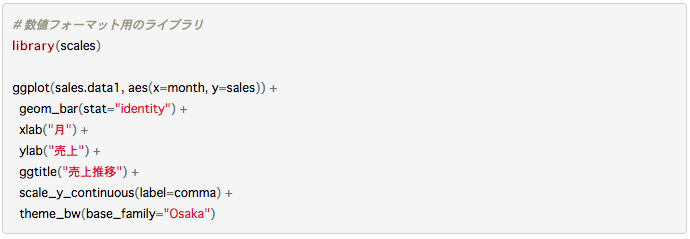 #数値フォーマット用のライブラリ
library(scales)
ggplot(sales.data1, aes(x=month, y=sales)) +
geom_bar(stat="identity") +
xlab("月") +
ylab("売上") +
ggtitle("売上推移") +
scale_y_continuous(label=comma) +
theme_bw(base_family="Osaka")